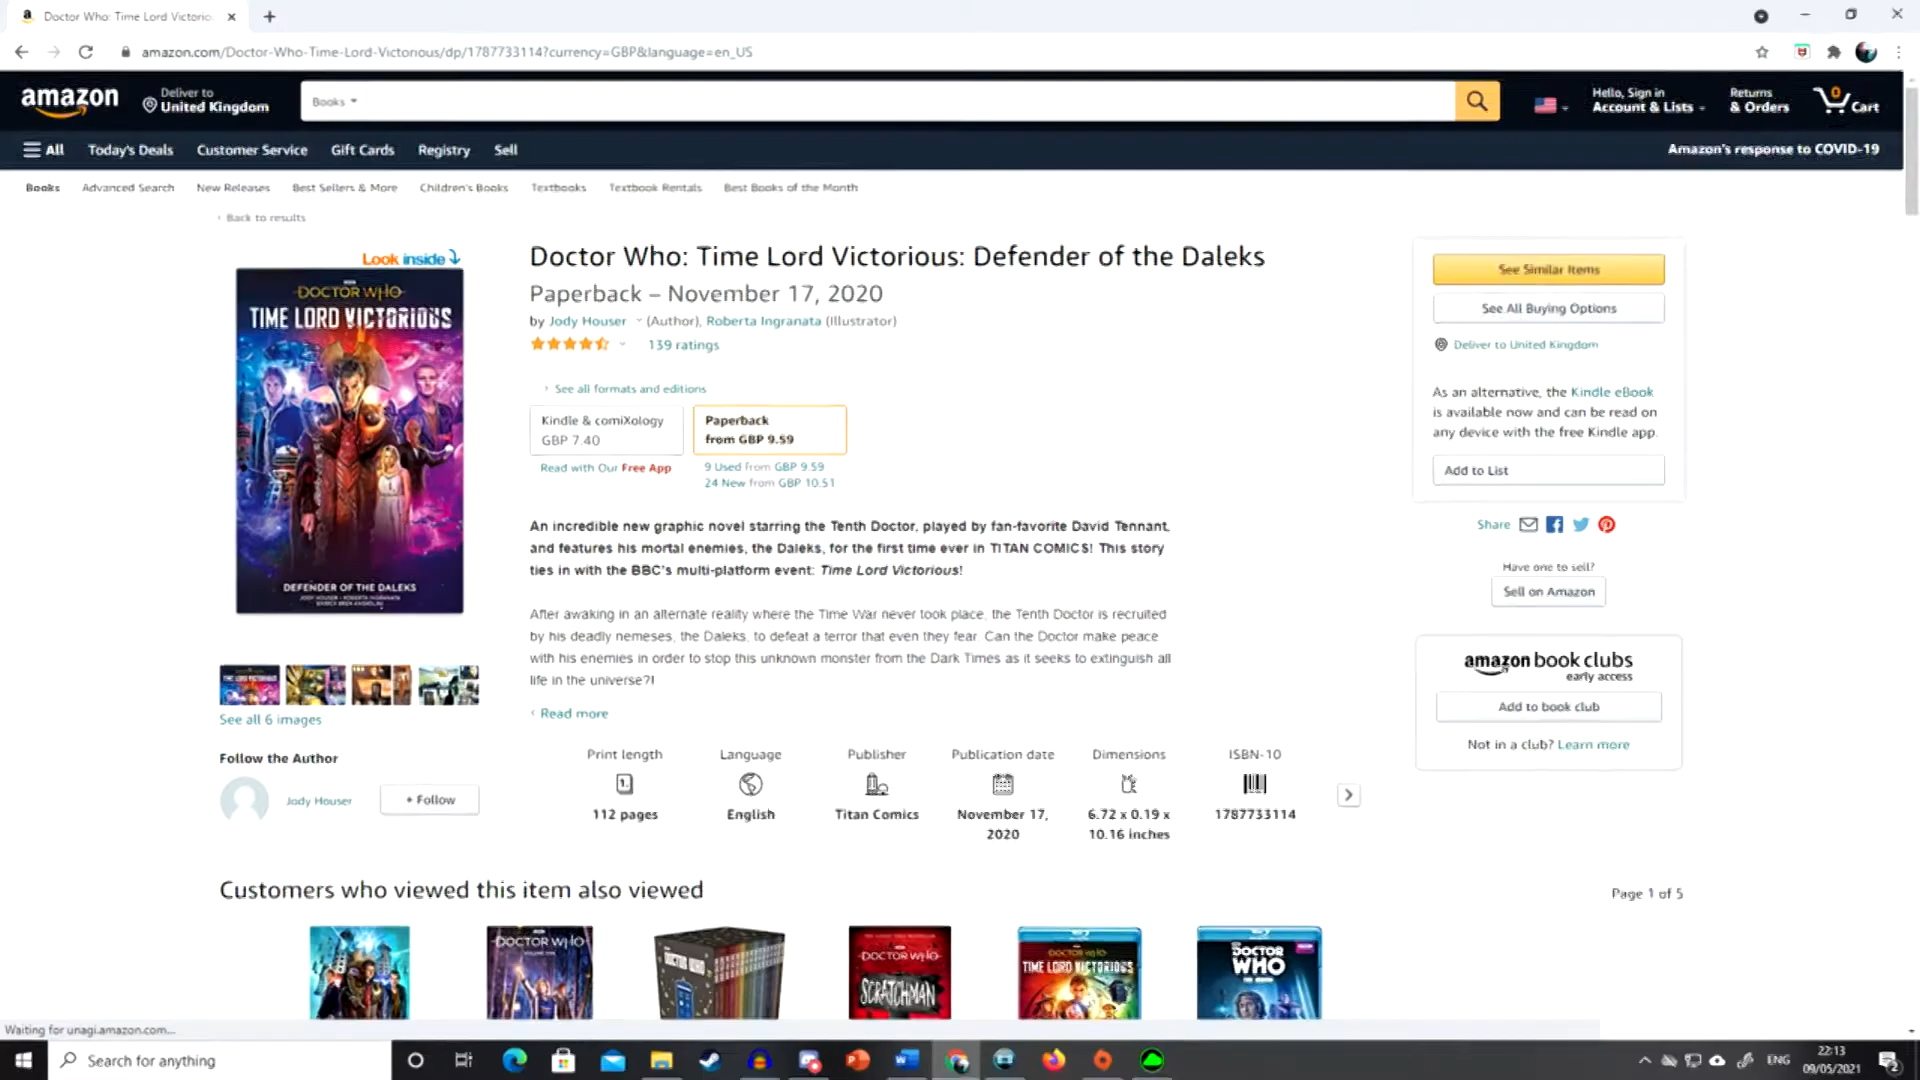 Doctor Who: Time Lord Victorio
amazon.com/Doctor-Who-Time-Lord-Victorious/dp/1787733114?currency=GBP&language=en_US
amazon
Deliver to
United Kingdom
Books
Hello, Sign in
Account & Lists
Returns
& Orders
0
Cart
All
Today's Deals
Customer Service
Gift Cards
Registry
Sell
Amazon's response to COVID-19
Books
Advanced Search
New Releases
Best Sellers & More
Children's Books
Textbooks
Textbook Rentals
Best Books of the Month
‹ Back to results
Look inside
DOCTOR WHO
TIME LORD VICTORIOUS
DEFENDER OF THE DALEKS
JODY HOUSER • ROBERTA INGRANATA
See all 6 images
Follow the Author
Jody Houser
+ Follow
Doctor Who: Time Lord Victorious: Defender of the Daleks
Paperback – November 17, 2020
by Jody Houser (Author), Roberta Ingranata (Illustrator)
139 ratings
› See all formats and editions
Kindle & comiXology
GBP 7.40
Read with Our Free App
Paperback
from GBP 9.59
9 Used from GBP 9.59
24 New from GBP 10.51
An incredible new graphic novel starring the Tenth Doctor, played by fan-favorite David Tennant,
and features his mortal enemies, the Daleks, for the first time ever in TITAN COMICS! This story
ties in with the BBC's multi-platform event: Time Lord Victorious!
After awaking in an alternate reality where the Time War never took place, the Tenth Doctor is recruited
by his deadly nemeses, the Daleks, to defeat a terror that even they fear. Can the Doctor make peace
with his enemies in order to stop this unknown monster from the Dark Times as it seeks to extinguish all
life in the universe?!
‹ Read more
Print length
112 pages
Language
English
Publisher
Titan Comics
Publication date
November 17,
2020
Dimensions
6.72 x 0.19 x
10.16 inches
ISBN-10
1787733114
See Similar Items
See All Buying Options
Deliver to United Kingdom
As an alternative, the Kindle eBook
is available now and can be read on
any device with the free Kindle app.
Add to List
Share
Have one to sell?
Sell on Amazon
amazon book clubs
early access
Add to book club
Not in a club? Learn more
Customers who viewed this item also viewed
Page 1 of 5
DOCTOR WHO
DOCTOR WHO
DOCTOR WHO
SCRATCHMAN
DOCTOR WHO
TIME LORD VICTORIOUS
DOCTOR
WHO
Waiting for unagi.amazon.com...
Search for anything
ENG
22:13
09/05/2021
2